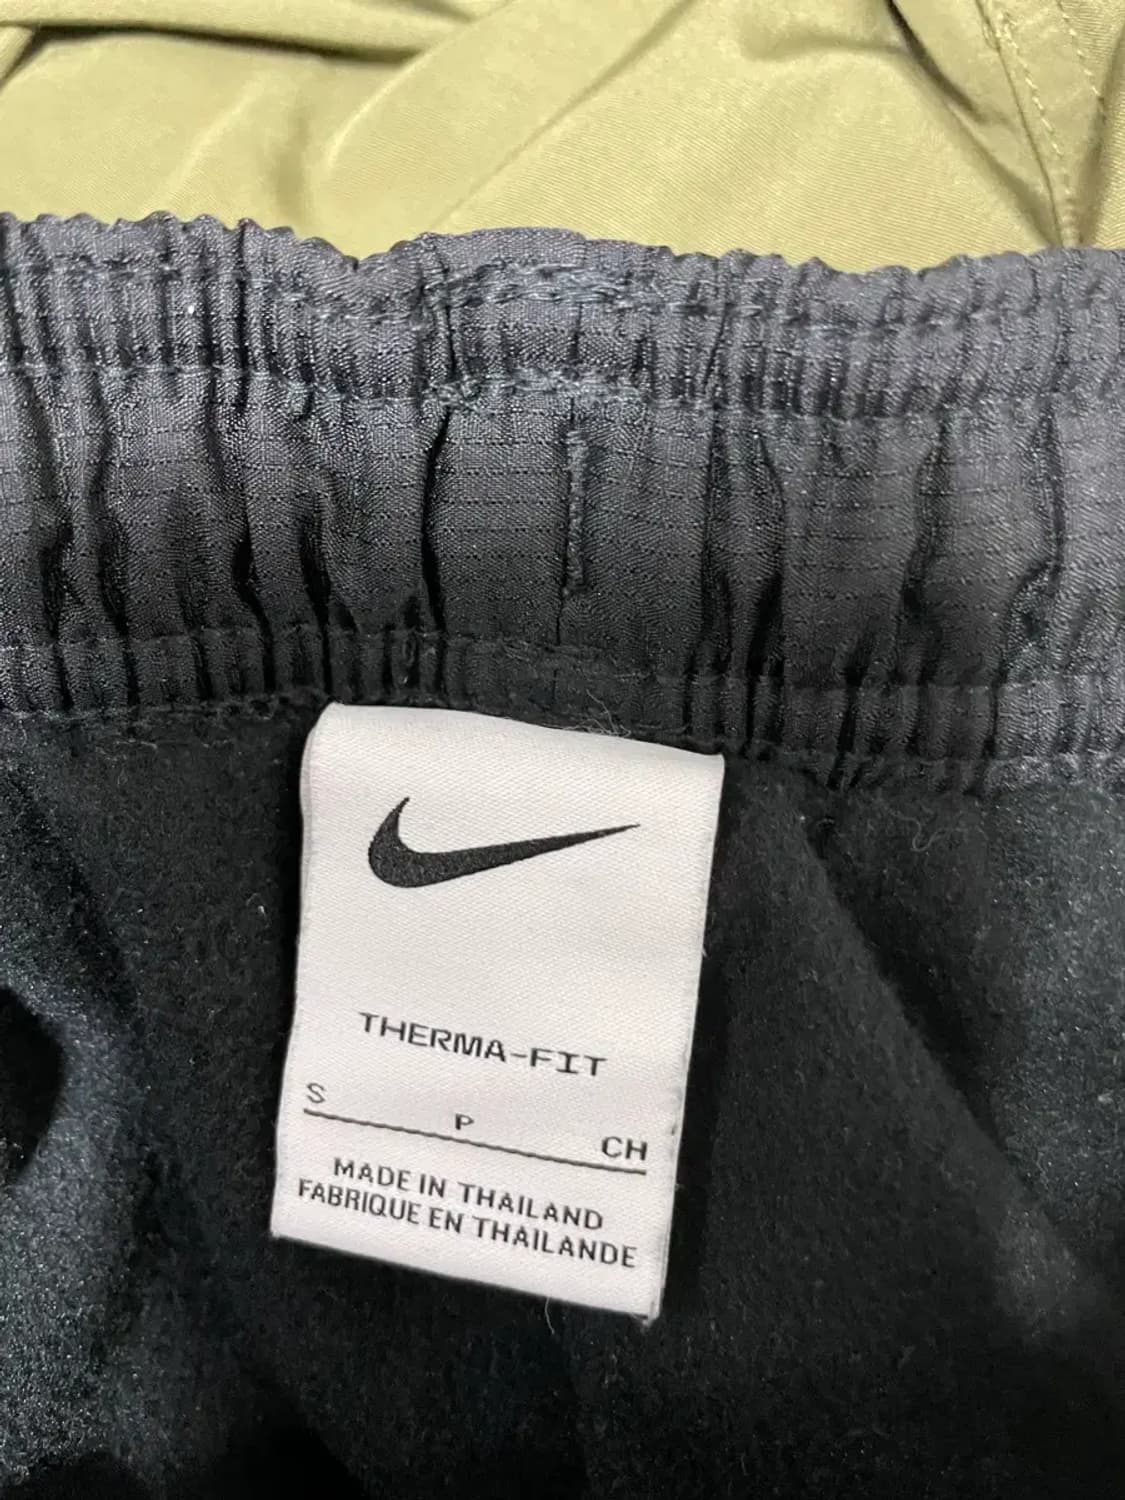 THERMA-FIT
S P CH
MADE IN THAILAND
FABRIQUE EN THAILANDE